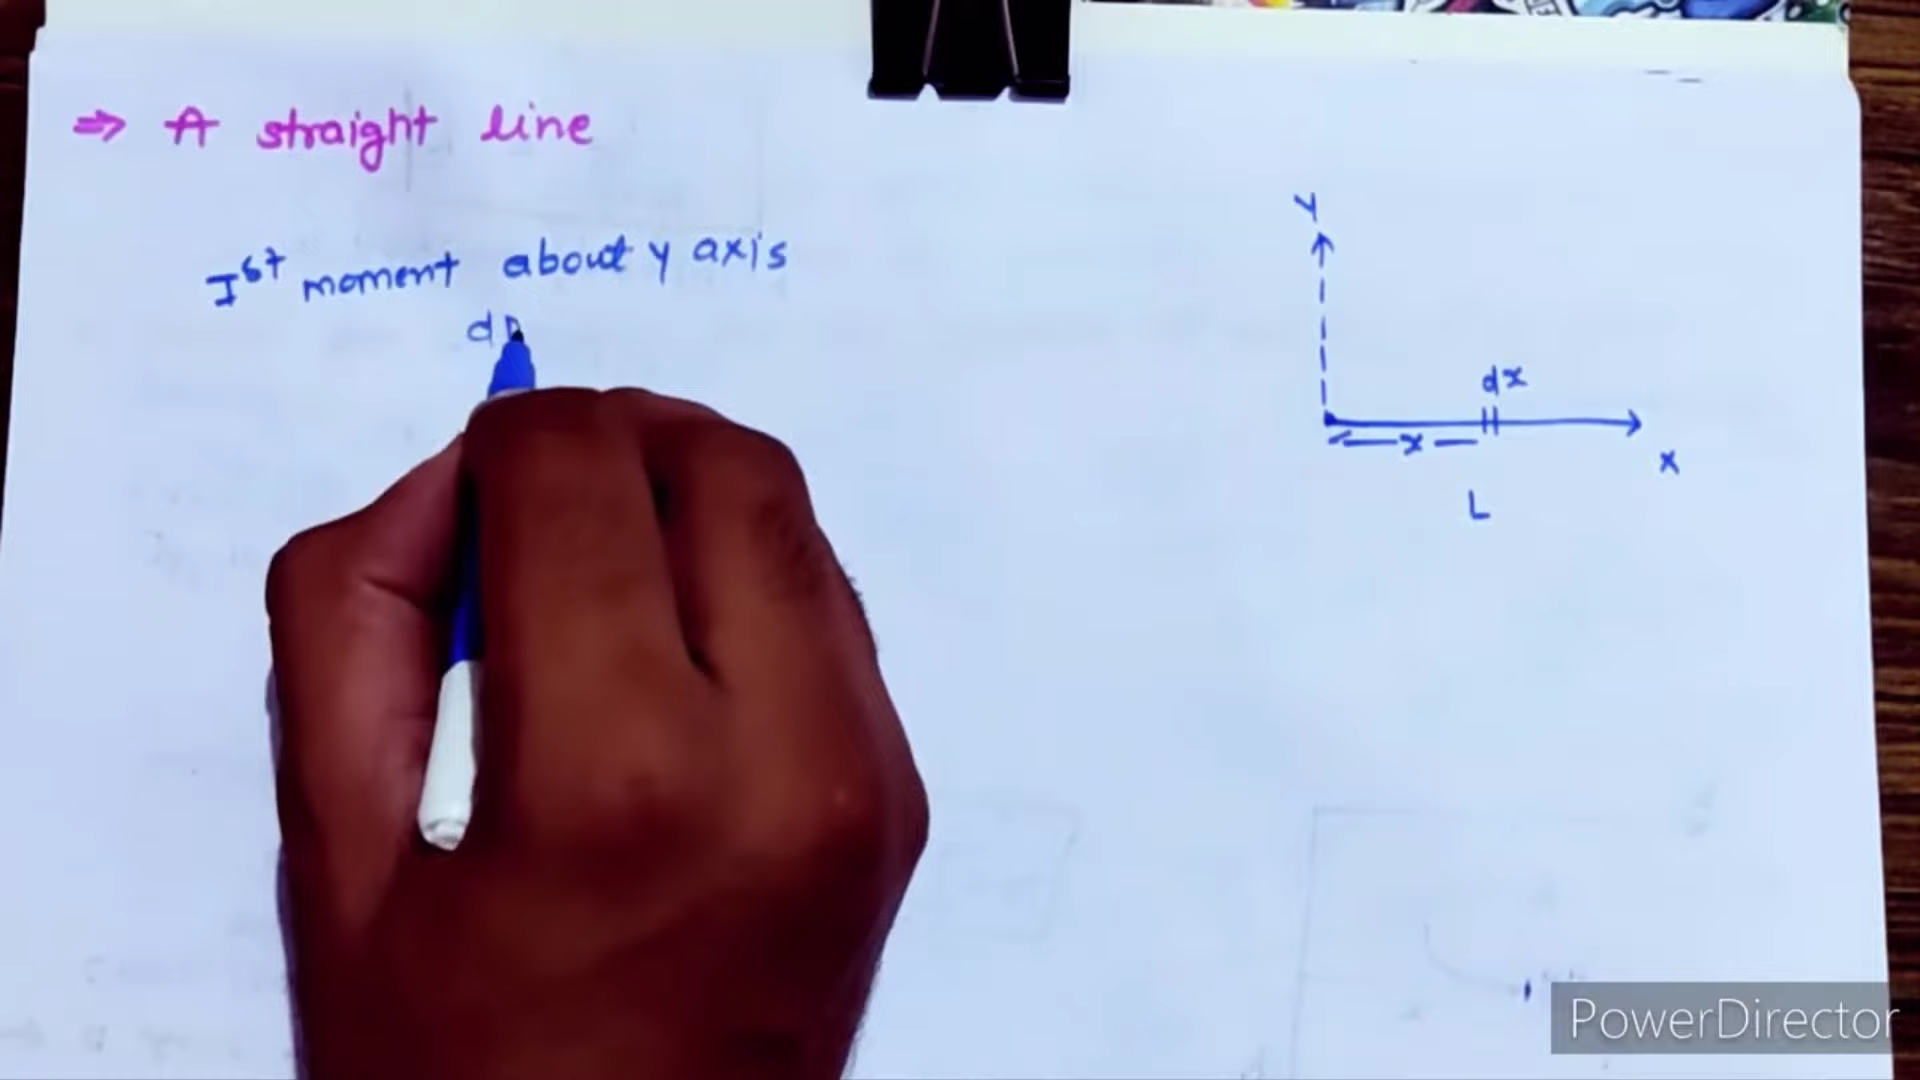 ⇒ A straight line
Ist moment about y axis
d
Y
dx
x
X
L
PowerDirector